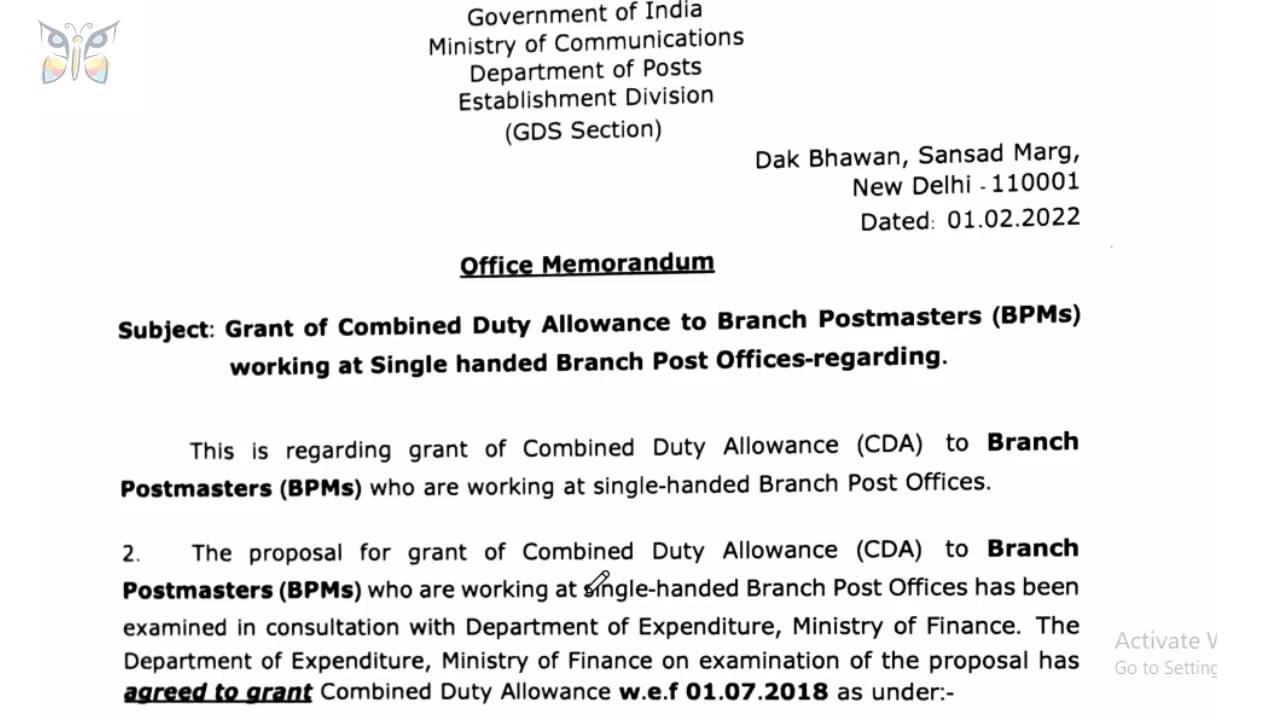 Government of India
Ministry of Communications
Department of Posts
Establishment Division
(GDS Section)
Dak Bhawan, Sansad Marg,
New Delhi - 110001
Dated: 01.02.2022
Office Memorandum
Subject: Grant of Combined Duty Allowance to Branch Postmasters (BPMs)
working at Single handed Branch Post Offices-regarding.
This is regarding grant of Combined Duty Allowance (CDA) to Branch
Postmasters (BPMs) who are working at single-handed Branch Post Offices.
2. The proposal for grant of Combined Duty Allowance (CDA) to Branch
Postmasters (BPMs) who are working at single-handed Branch Post Offices has been
examined in consultation with Department of Expenditure, Ministry of Finance. The
Department of Expenditure, Ministry of Finance on examination of the proposal has
agreed to grant Combined Duty Allowance w.e.f 01.07.2018 as under:-
Activate
Go to Setting